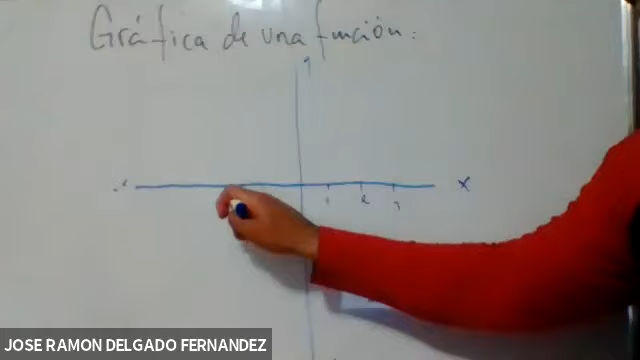 Gráfica de una función:
y
x
1 2 3
JOSE RAMON DELGADO FERNANDEZ